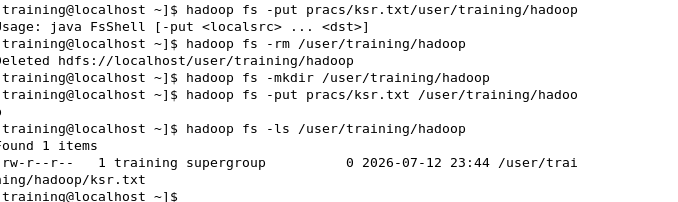 training@localhost ~]$ hadoop fs -put pracs/ksr.txt/user/training/hadoop
Usage: java FsShell [-put <localsrc> ... <dst>]
training@localhost ~]$ hadoop fs -rm /user/training/hadoop
Deleted hdfs://localhost/user/training/hadoop
training@localhost ~]$ hadoop fs -mkdir /user/training/hadoop
training@localhost ~]$ hadoop fs -put pracs/ksr.txt /user/training/hadoo
p
training@localhost ~]$ hadoop fs -ls /user/training/hadoop
Found 1 items
rw-r--r--   1 training supergroup          0 2026-07-12 23:44 /user/trai
ning/hadoop/ksr.txt
training@localhost ~]$